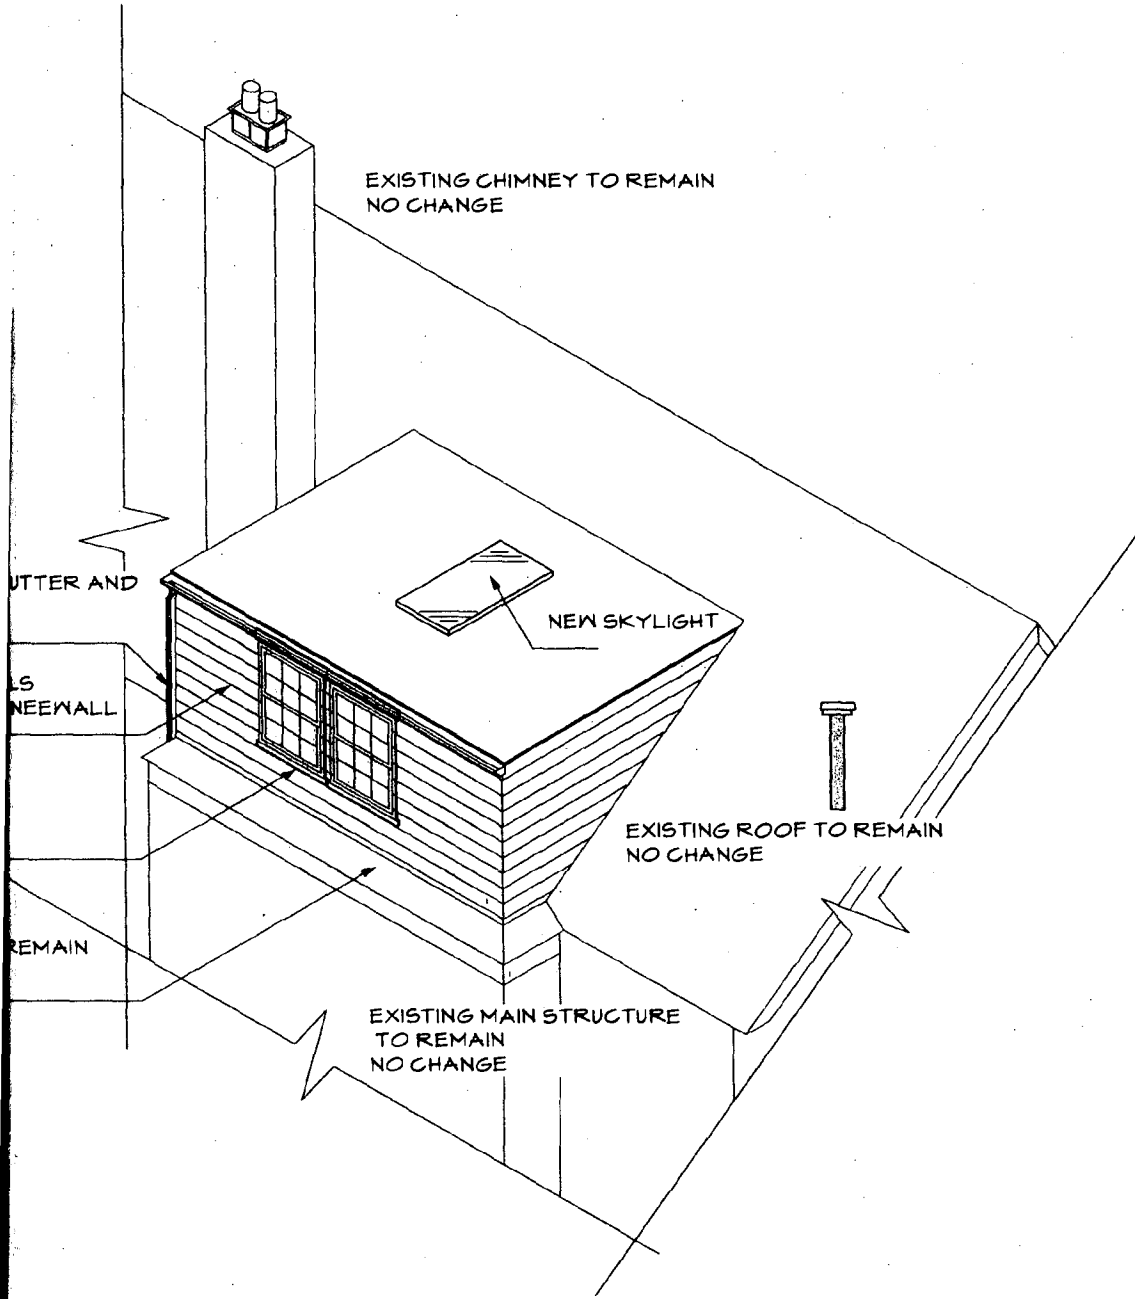 EXISTING CHIMNEY TO REMAIN
NO CHANGE
UTTER AND
NEW SKYLIGHT
LS
NEEWALL
EXISTING ROOF TO REMAIN
NO CHANGE
REMAIN
EXISTING MAIN STRUCTURE
TO REMAIN
NO CHANGE